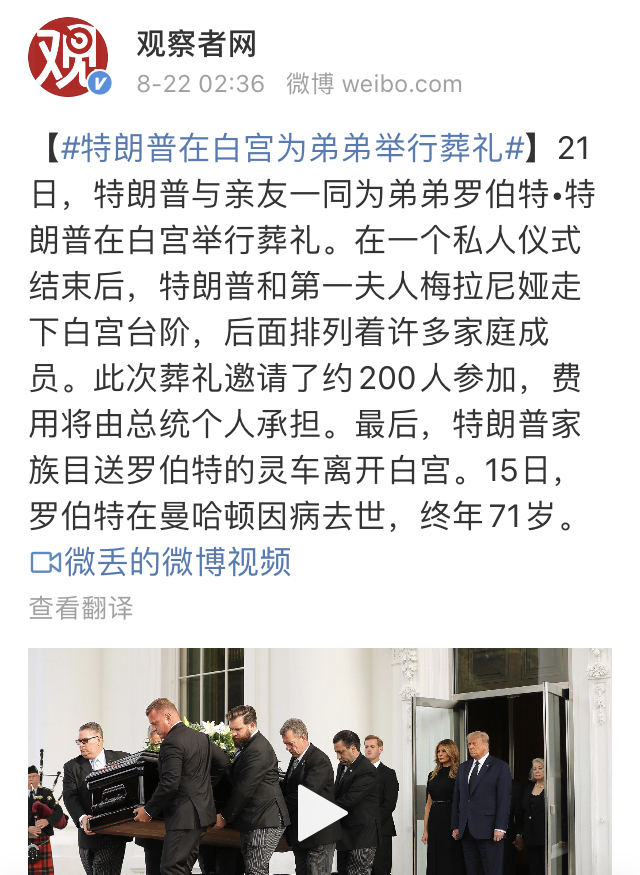 观
观察者网
8-22 02:36 微博 weibo.com
【#特朗普在白宫为弟弟举行葬礼#】21
日，特朗普与亲友一同为弟弟罗伯特•特
朗普在白宫举行葬礼。在一个私人仪式
结束后，特朗普和第一夫人梅拉尼娅走
下白宫台阶，后面排列着许多家庭成
员。此次葬礼邀请了约200人参加，费
用将由总统个人承担。最后，特朗普家
族目送罗伯特的灵车离开白宫。15日，
罗伯特在曼哈顿因病去世，终年71岁。
微丢的微博视频
查看翻译